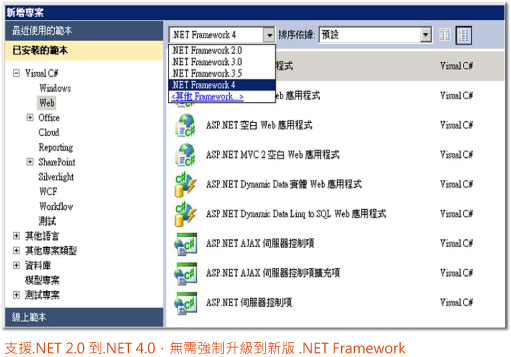 新增專案
最近使用的範本
已安裝的範本
Visual C#
Windows
Web
Office
Cloud
Reporting
SharePoint
Silverlight
WCF
Workflow
測試
其他語言
其他專案類型
資料庫
模型專案
測試專案
線上範本
.NET Framework 4
排序依據: 預設
.NET Framework 2.0
.NET Framework 3.0
.NET Framework 3.5
.NET Framework 4
<其他 Framework...>
程式 Visual C#
eb 應用程式 Visual C#
ASP.NET 空白 Web 應用程式 Visual C#
ASP.NET MVC 2 空白 Web 應用程式 Visual C#
ASP.NET Dynamic Data 實體 Web 應用程式 Visual C#
ASP.NET Dynamic Data Linq to SQL Web 應用程式 Visual C#
ASP.NET AJAX 伺服器控制項 Visual C#
ASP.NET AJAX 伺服器控制項擴充項 Visual C#
ASP.NET 伺服器控制項 Visual C#
支援.NET 2.0 到.NET 4.0，無需強制升級到新版 .NET Framework